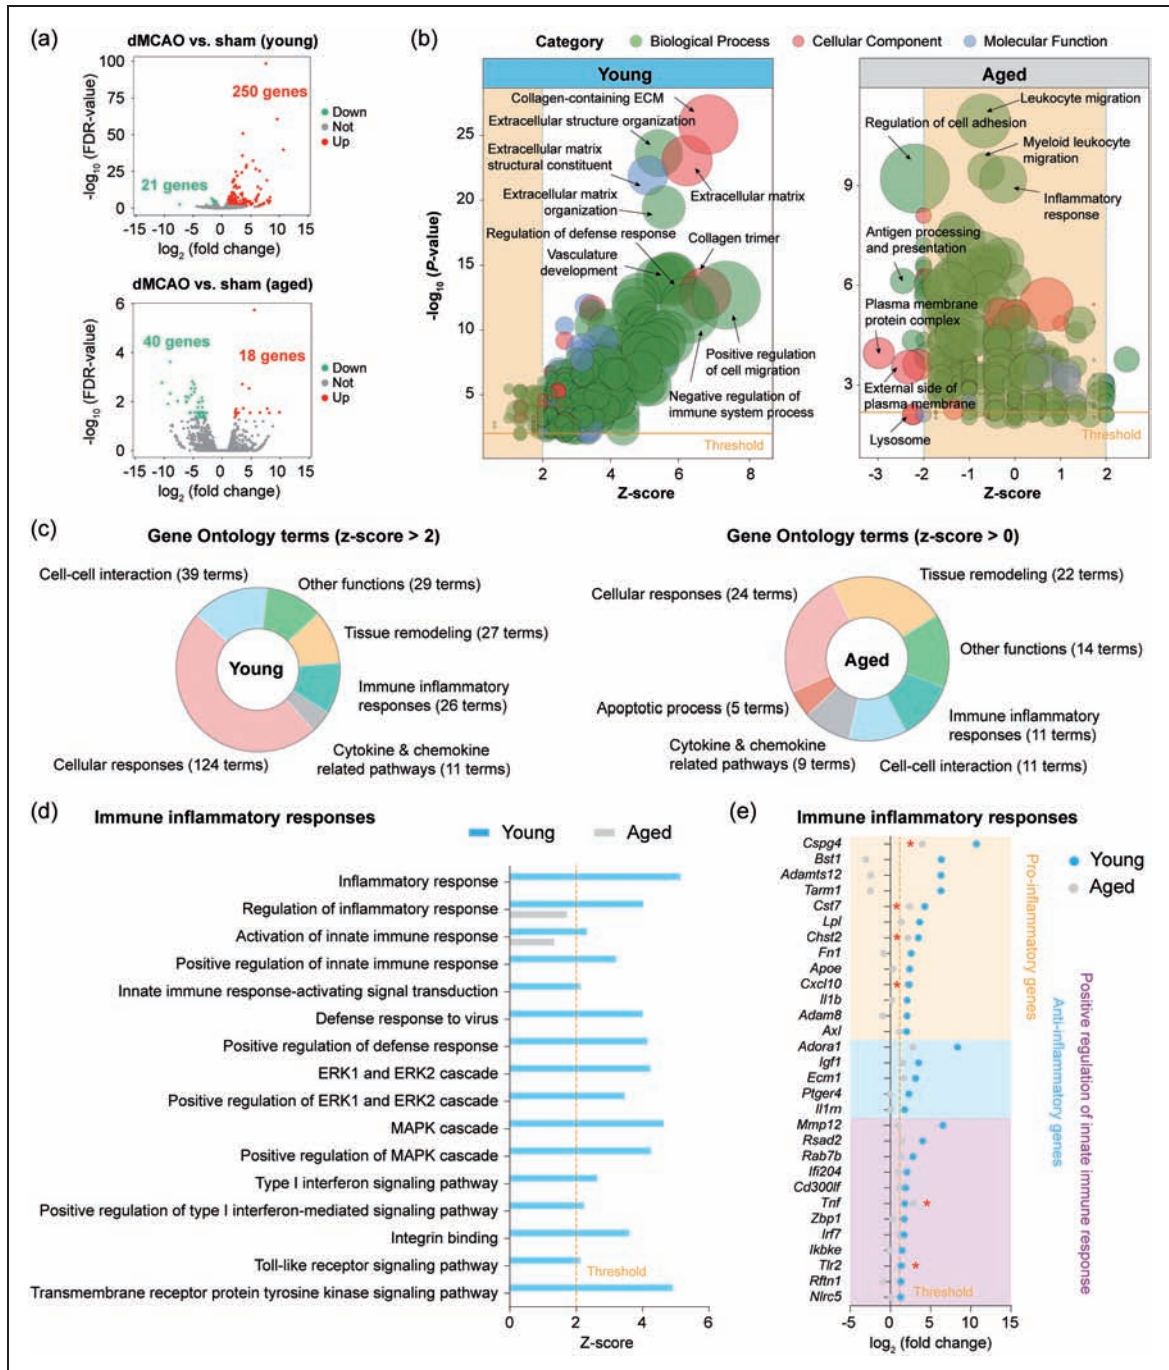 (a)
dMCAO vs. sham (young)
100
75
50
25
0
-log10 (FDR-value)
250 genes
21 genes
Down
Not
Up
-15 -10 -5 0 5 10 15
log2 (fold change)
dMCAO vs. sham (aged)
6
4
2
0
-log10 (FDR-value)
40 genes
18 genes
Down
Not
Up
-15 -10 -5 0 5 10 15
log2 (fold change)
(b)
Category Biological Process Cellular Component Molecular Function
Young
-log10 (P-value)
25
20
15
10
5
Collagen-containing ECM
Extracellular structure organization
Extracellular matrix
structural constituent
Extracellular matrix
organization
Extracellular matrix
Regulation of defense response
Collagen trimer
Vasculature
development
Positive regulation
of cell migration
Negative regulation of
immune system process
Threshold
2 4 6 8
Z-score
Aged
9
6
3
Leukocyte migration
Regulation of cell adhesion
Myeloid leukocyte
migration
Inflammatory
response
Antigen processing
and presentation
Plasma membrane
protein complex
External side of
plasma membrane
Lysosome
Threshold
-3 -2 -1 0 1 2
Z-score
(c)
Gene Ontology terms (z-score > 2)
Cell-cell interaction (39 terms)
Other functions (29 terms)
Tissue remodeling (27 terms)
Young
Immune inflammatory
responses (26 terms)
Cytokine & chemokine
related pathways (11 terms)
Cellular responses (124 terms)
Gene Ontology terms (z-score > 0)
Tissue remodeling (22 terms)
Cellular responses (24 terms)
Aged
Other functions (14 terms)
Apoptotic process (5 terms)
Immune inflammatory
responses (11 terms)
Cytokine & chemokine
related pathways (9 terms)
Cell-cell interaction (11 terms)
(d)
Immune inflammatory responses
Young Aged
Inflammatory response
Regulation of inflammatory response
Activation of innate immune response
Positive regulation of innate immune response
Innate immune response-activating signal transduction
Defense response to virus
Positive regulation of defense response
ERK1 and ERK2 cascade
Positive regulation of ERK1 and ERK2 cascade
MAPK cascade
Positive regulation of MAPK cascade
Type I interferon signaling pathway
Positive regulation of type I interferon-mediated signaling pathway
Integrin binding
Toll-like receptor signaling pathway
Threshold
Transmembrane receptor protein tyrosine kinase signaling pathway
0 2 4 6
Z-score
(e)
Immune inflammatory responses
Young
Aged
Cspg4 *
Bst1
Adamts12
Tarm1
Cst7 *
Lpl
Chst2 *
Fn1
Apoe
Cxcl10 *
Il1b
Adam8
Axl
Adora1
Igf1
Ecm1
Ptger4
Il1rn
Mmp12
Rsad2
Rab7b
Ifi204
Cd300lf
Tnf *
Zbp1
Irf7
Ikbke
Tlr2 *
Rftn1
Nlrc5
Threshold
Pro-inflammatory genes
Anti-inflammatory genes
Positive regulation of innate immune response
-5 0 5 10 15
log2 (fold change)